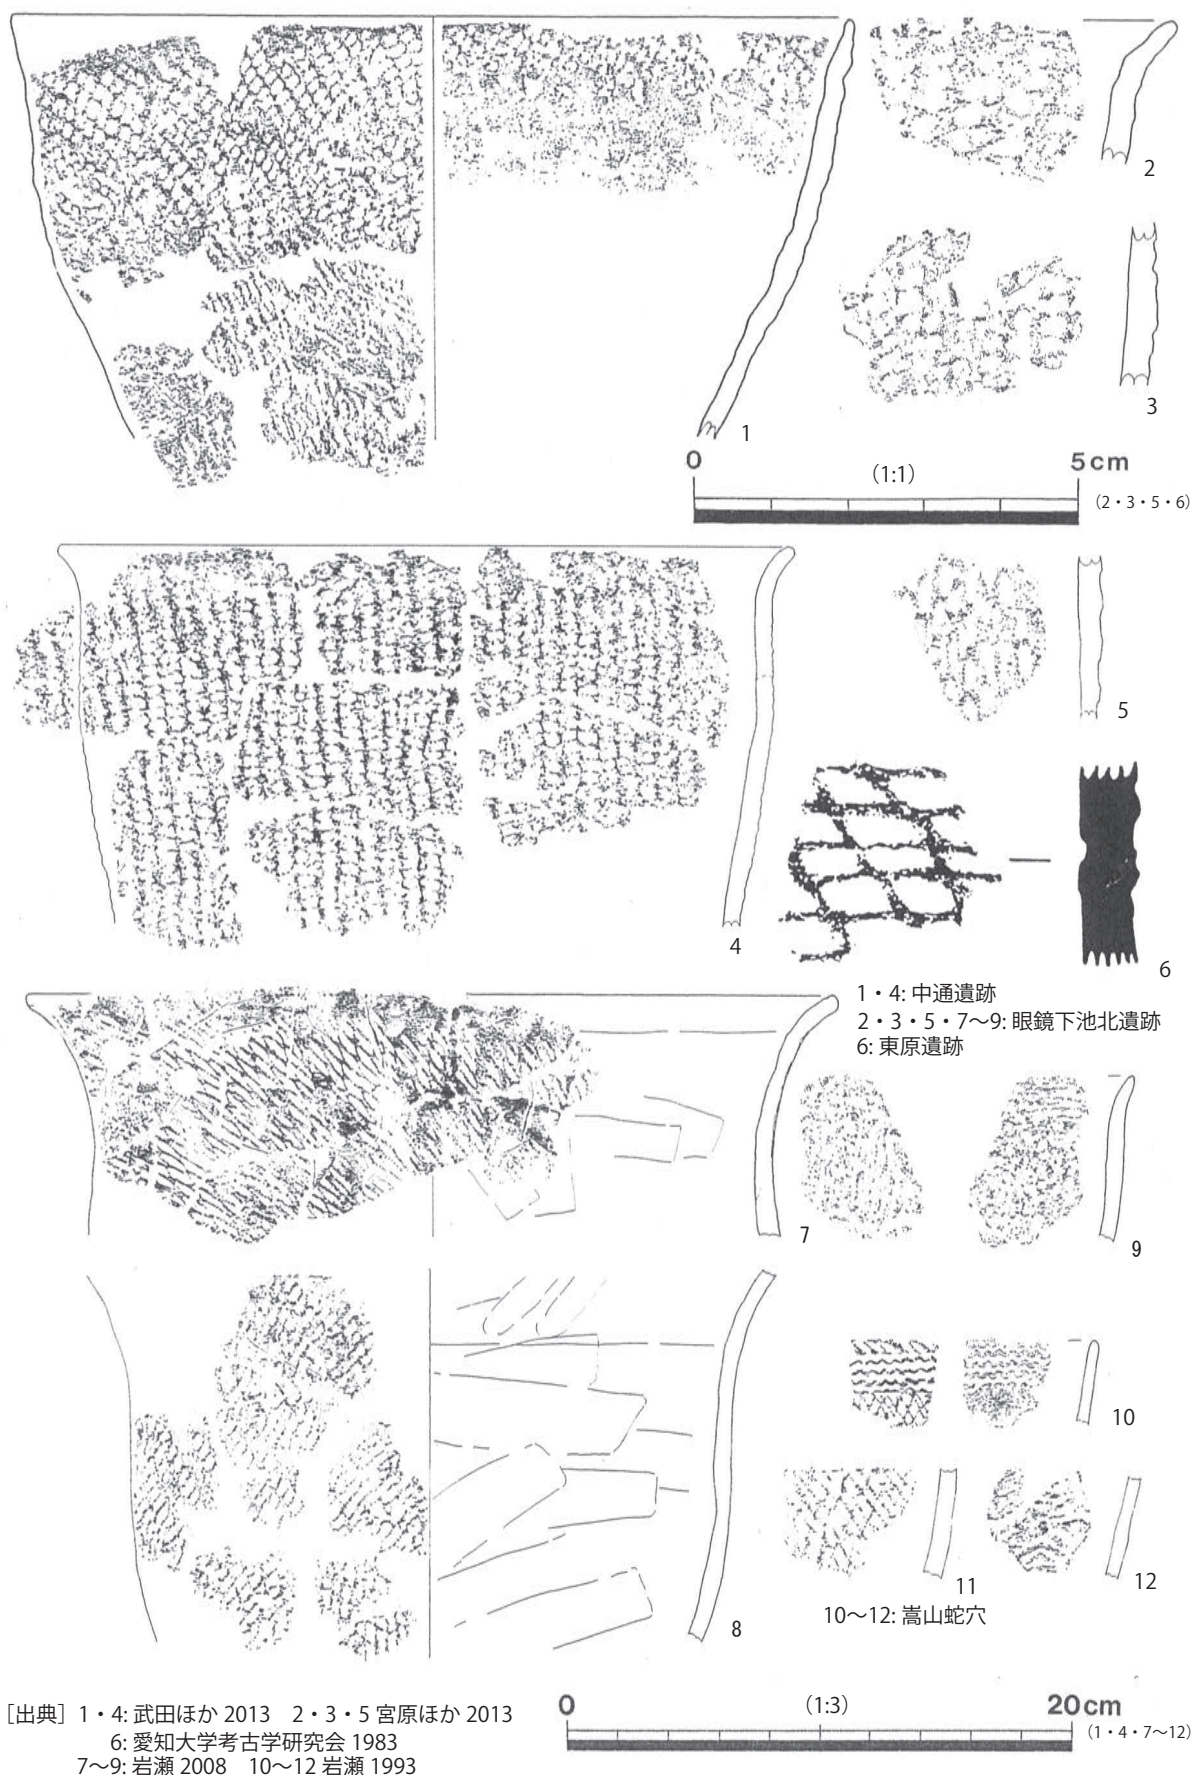 2
3
1
0 5cm
(1:1)
(2・3・5・6)
5
4
6
1・4: 中通遺跡
2・3・5・7〜9: 眼鏡下池北遺跡
6: 東原遺跡
7
9
10
11
12
10〜12: 嵩山蛇穴
8
0 20cm
(1:3)
(1・4・7〜12)
［出典］1・4: 武田ほか 2013 2・3・5 宮原ほか 2013
6: 愛知大学考古学研究会 1983
7〜9: 岩瀬 2008 10〜12 岩瀬 1993